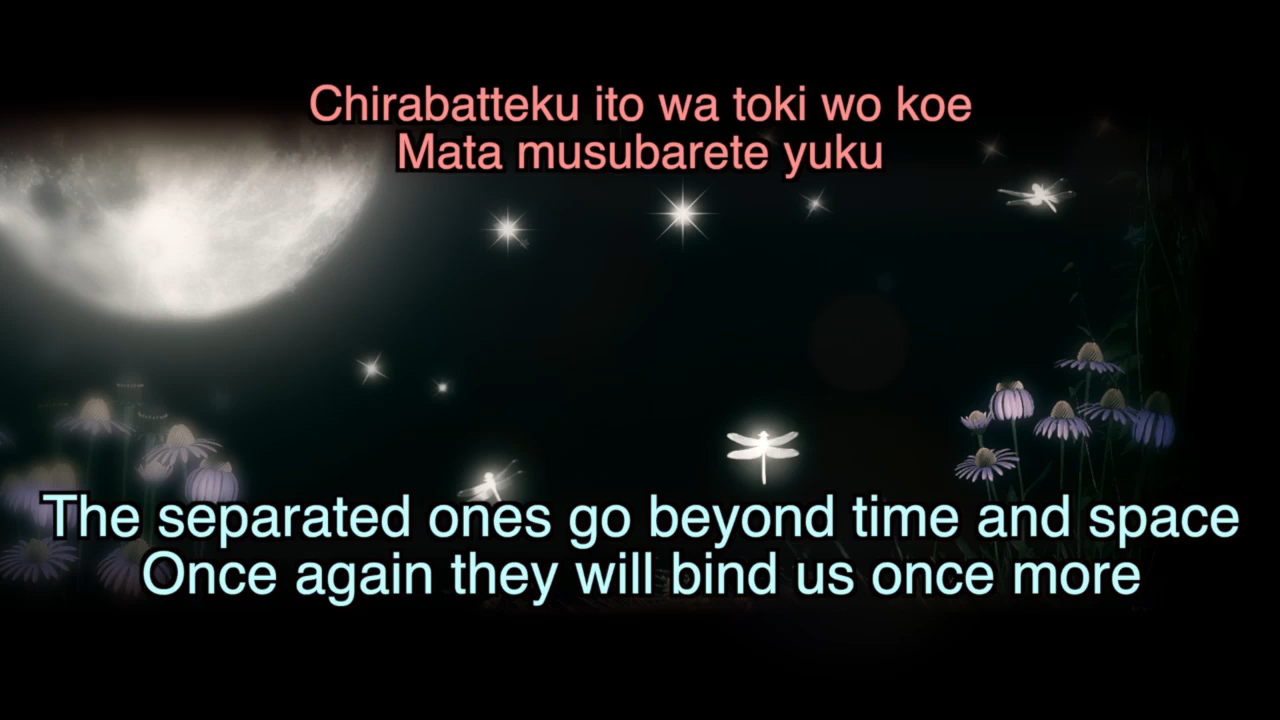 Chirabatteku ito wa toki wo koe
Mata musubarete yuku
The separated ones go beyond time and space
Once again they will bind us once more